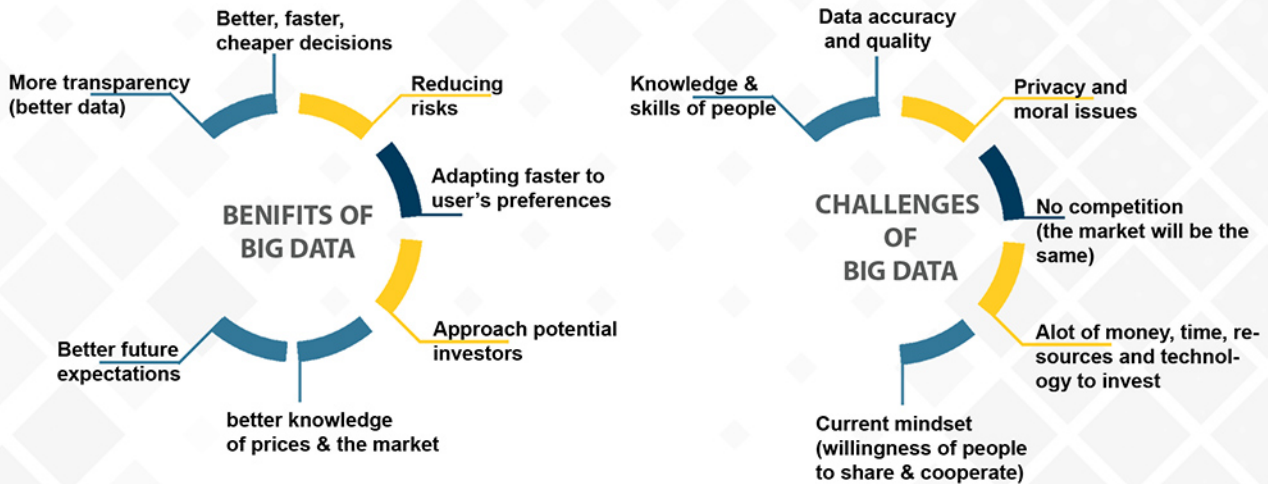 Better, faster,
cheaper decisions
More transparency
(better data)
Reducing
risks
Adapting faster to
user's preferences
BENIFITS OF
BIG DATA
Approach potential
investors
Better future
expectations
better knowledge
of prices & the market
Data accuracy
and quality
Knowledge &
skills of people
Privacy and
moral issues
CHALLENGES
OF
BIG DATA
No competition
(the market will be the
same)
Alot of money, time, re-
sources and technol-
ogy to invest
Current mindset
(willingness of people
to share & cooperate)